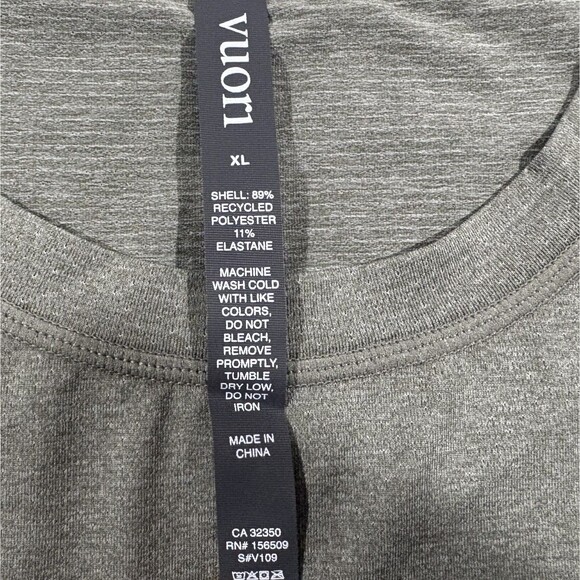 vuori
XL
SHELL: 89%
RECYCLED
POLYESTER
11%
ELASTANE
MACHINE
WASH COLD
WITH LIKE
COLORS,
DO NOT
BLEACH,
REMOVE
PROMPTLY,
TUMBLE
DRY LOW,
DO NOT
IRON
MADE IN
CHINA
CA 32350
RN# 156509
S#V109